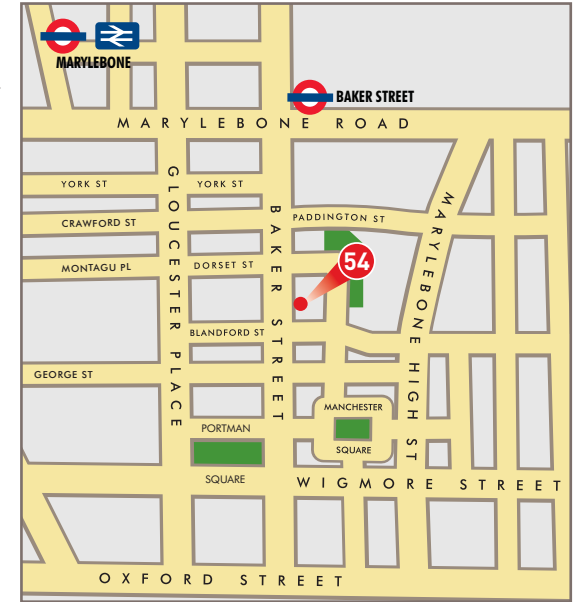 MARYLEBONE
BAKER STREET
MARYLEBONE ROAD
YORK ST
YORK ST
GLOUCESTER PLACE
BAKER STREET
MARYLEBONE HIGH ST
PADDINGTON ST
CRAWFORD ST
MONTAGU PL
DORSET ST
54
BLANDFORD ST
GEORGE ST
MANCHESTER
SQUARE
PORTMAN
SQUARE
WIGMORE STREET
OXFORD STREET